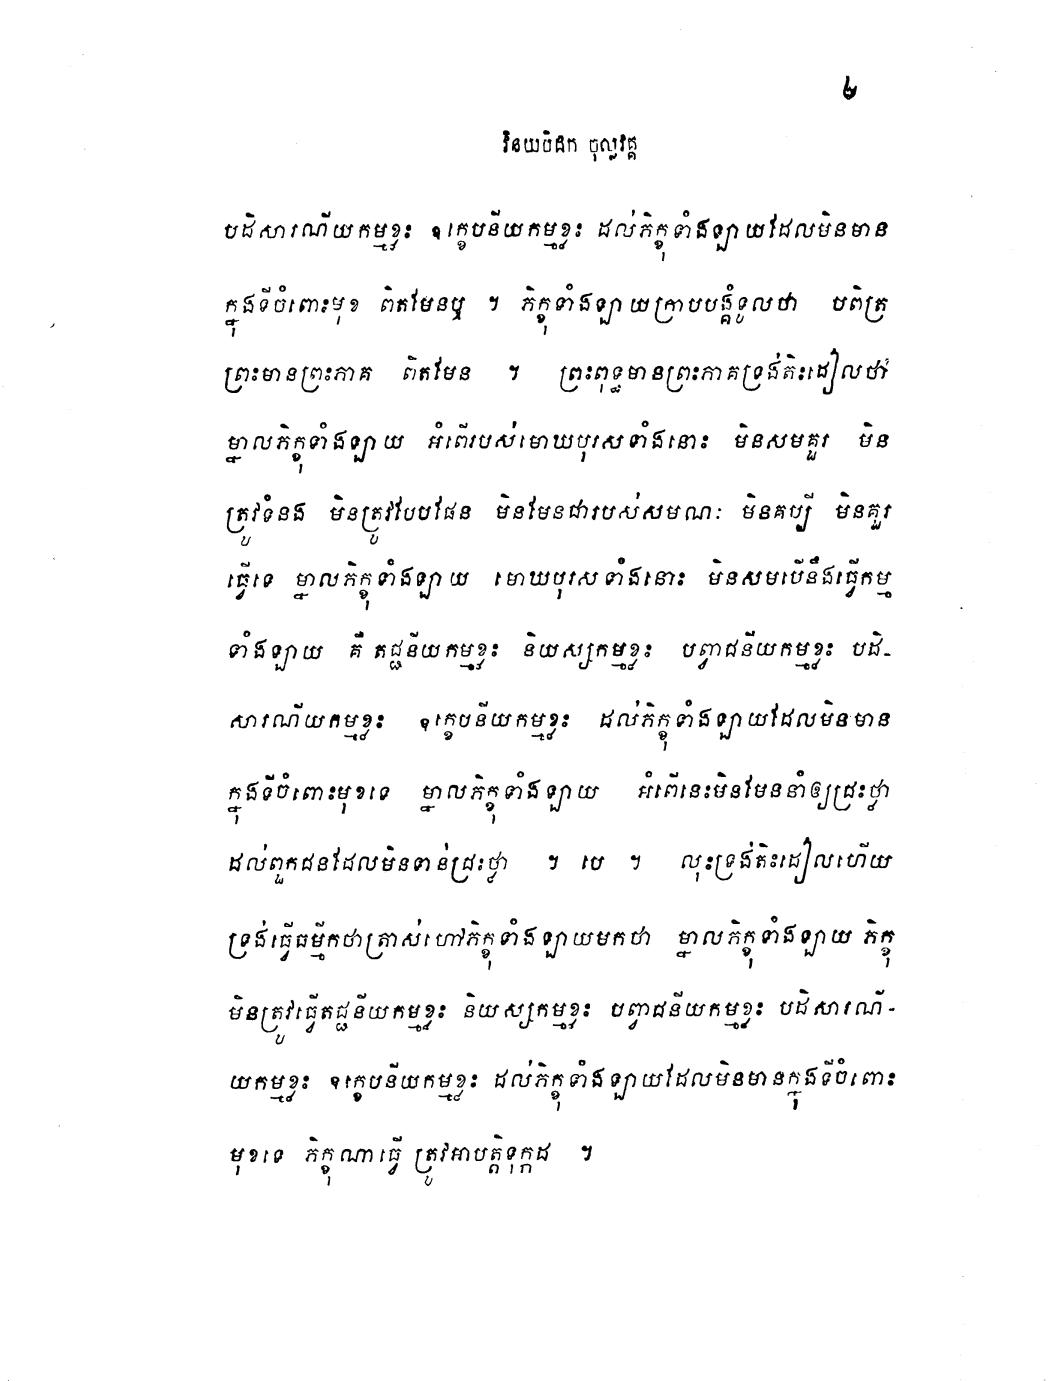 ៦
វិនយបិដក ចុល្លវគ្គ
បដិសារណីយកម្មខ្លះ ឧក្ខេបនីយកម្មខ្លះ ដល់ភិក្ខុទាំងឡាយដែលមិនមាន
ក្នុងទីចំពោះមុខ ពិតមែនឬ ។ ភិក្ខុទាំងឡាយក្រាបបង្គំទូលថា បពិត្រ
ព្រះមានព្រះភាគ ពិតមែន ។ ព្រះពុទ្ធមានព្រះភាគទ្រង់តិះដៀលថា
ម្នាលភិក្ខុទាំងឡាយ អំពើរបស់មោឃបុរសទាំងនោះ មិនសមគួរ មិន
ត្រូវទំនង មិនត្រូវបែបផែន មិនមែនជារបស់សមណៈ មិនគប្បី មិនគួរ
ធ្វើទេ ម្នាលភិក្ខុទាំងឡាយ មោឃបុរសទាំងនោះ មិនសមបើនឹងធ្វើកម្ម
ទាំងឡាយ គឺ តជ្ជនីយកម្មខ្លះ និយស្សកម្មខ្លះ បព្វាជនីយកម្មខ្លះ បដិ-
សារណីយកម្មខ្លះ ឧក្ខេបនីយកម្មខ្លះ ដល់ភិក្ខុទាំងឡាយដែលមិនមាន
ក្នុងទីចំពោះមុខទេ ម្នាលភិក្ខុទាំងឡាយ អំពើនេះមិនមែននាំឲ្យជ្រះថ្លា
ដល់ពួកជនដែលមិនទាន់ជ្រះថ្លា ។ បេ ។ លុះទ្រង់តិះដៀលហើយ
ទ្រង់ធ្វើធម្មីកថាត្រាស់ហៅភិក្ខុទាំងឡាយមកថា ម្នាលភិក្ខុទាំងឡាយ ភិក្ខុ
មិនត្រូវធ្វើតជ្ជនីយកម្មខ្លះ និយស្សកម្មខ្លះ បព្វាជនីយកម្មខ្លះ បដិសារណី-
យកម្មខ្លះ ឧក្ខេបនីយកម្មខ្លះ ដល់ភិក្ខុទាំងឡាយដែលមិនមានក្នុងទីចំពោះ
មុខទេ ភិក្ខុណាធ្វើ ត្រូវអាបត្តិទុក្កដ ។